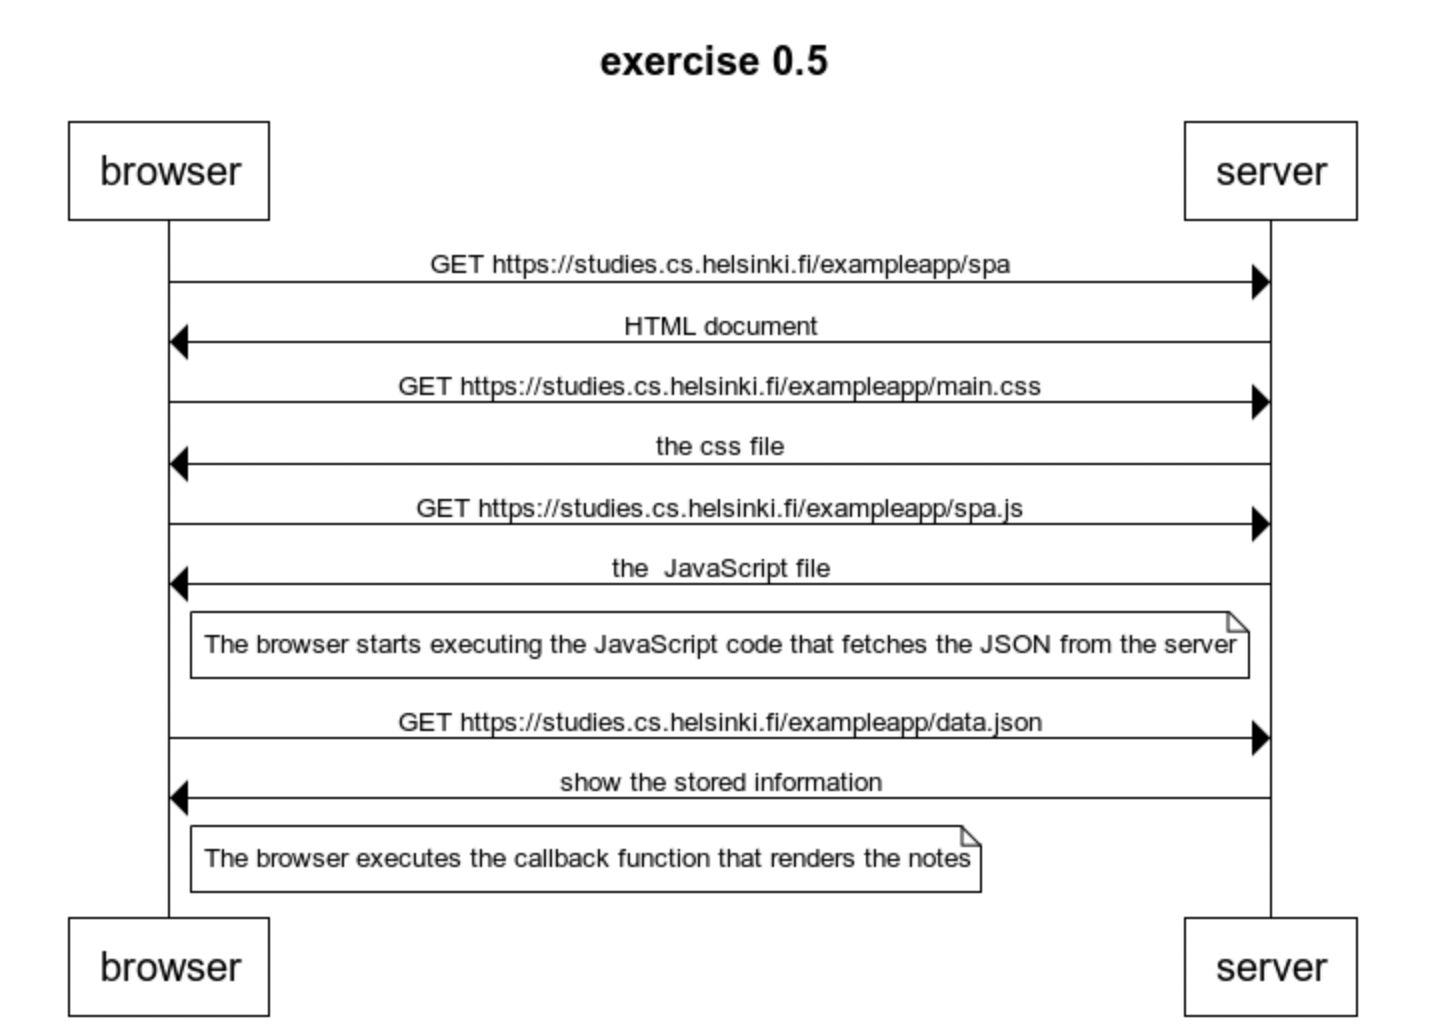 exercise 0.5
browser
server
GET https://studies.cs.helsinki.fi/exampleapp/spa
HTML document
GET https://studies.cs.helsinki.fi/exampleapp/main.css
the css file
GET https://studies.cs.helsinki.fi/exampleapp/spa.js
the  JavaScript file
The browser starts executing the JavaScript code that fetches the JSON from the server
GET https://studies.cs.helsinki.fi/exampleapp/data.json
show the stored information
The browser executes the callback function that renders the notes
browser
server